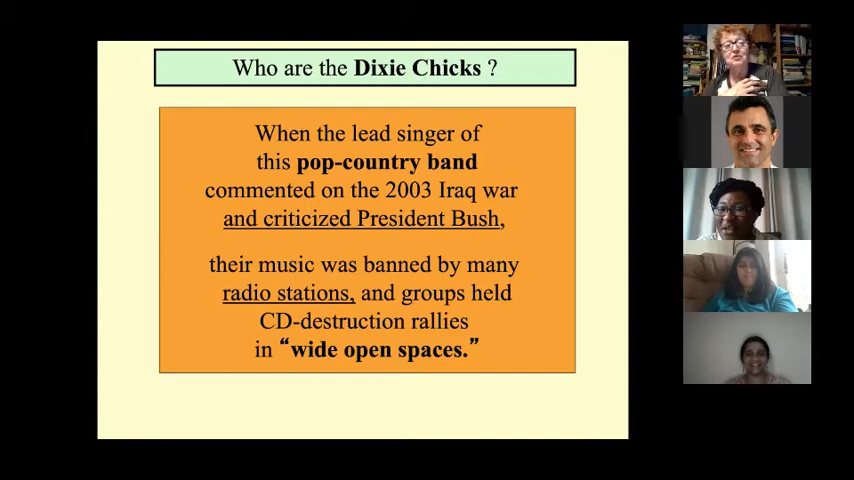 Who are the Dixie Chicks ?
When the lead singer of
this pop-country band
commented on the 2003 Iraq war
and criticized President Bush,
their music was banned by many
radio stations, and groups held
CD-destruction rallies
in “wide open spaces.”